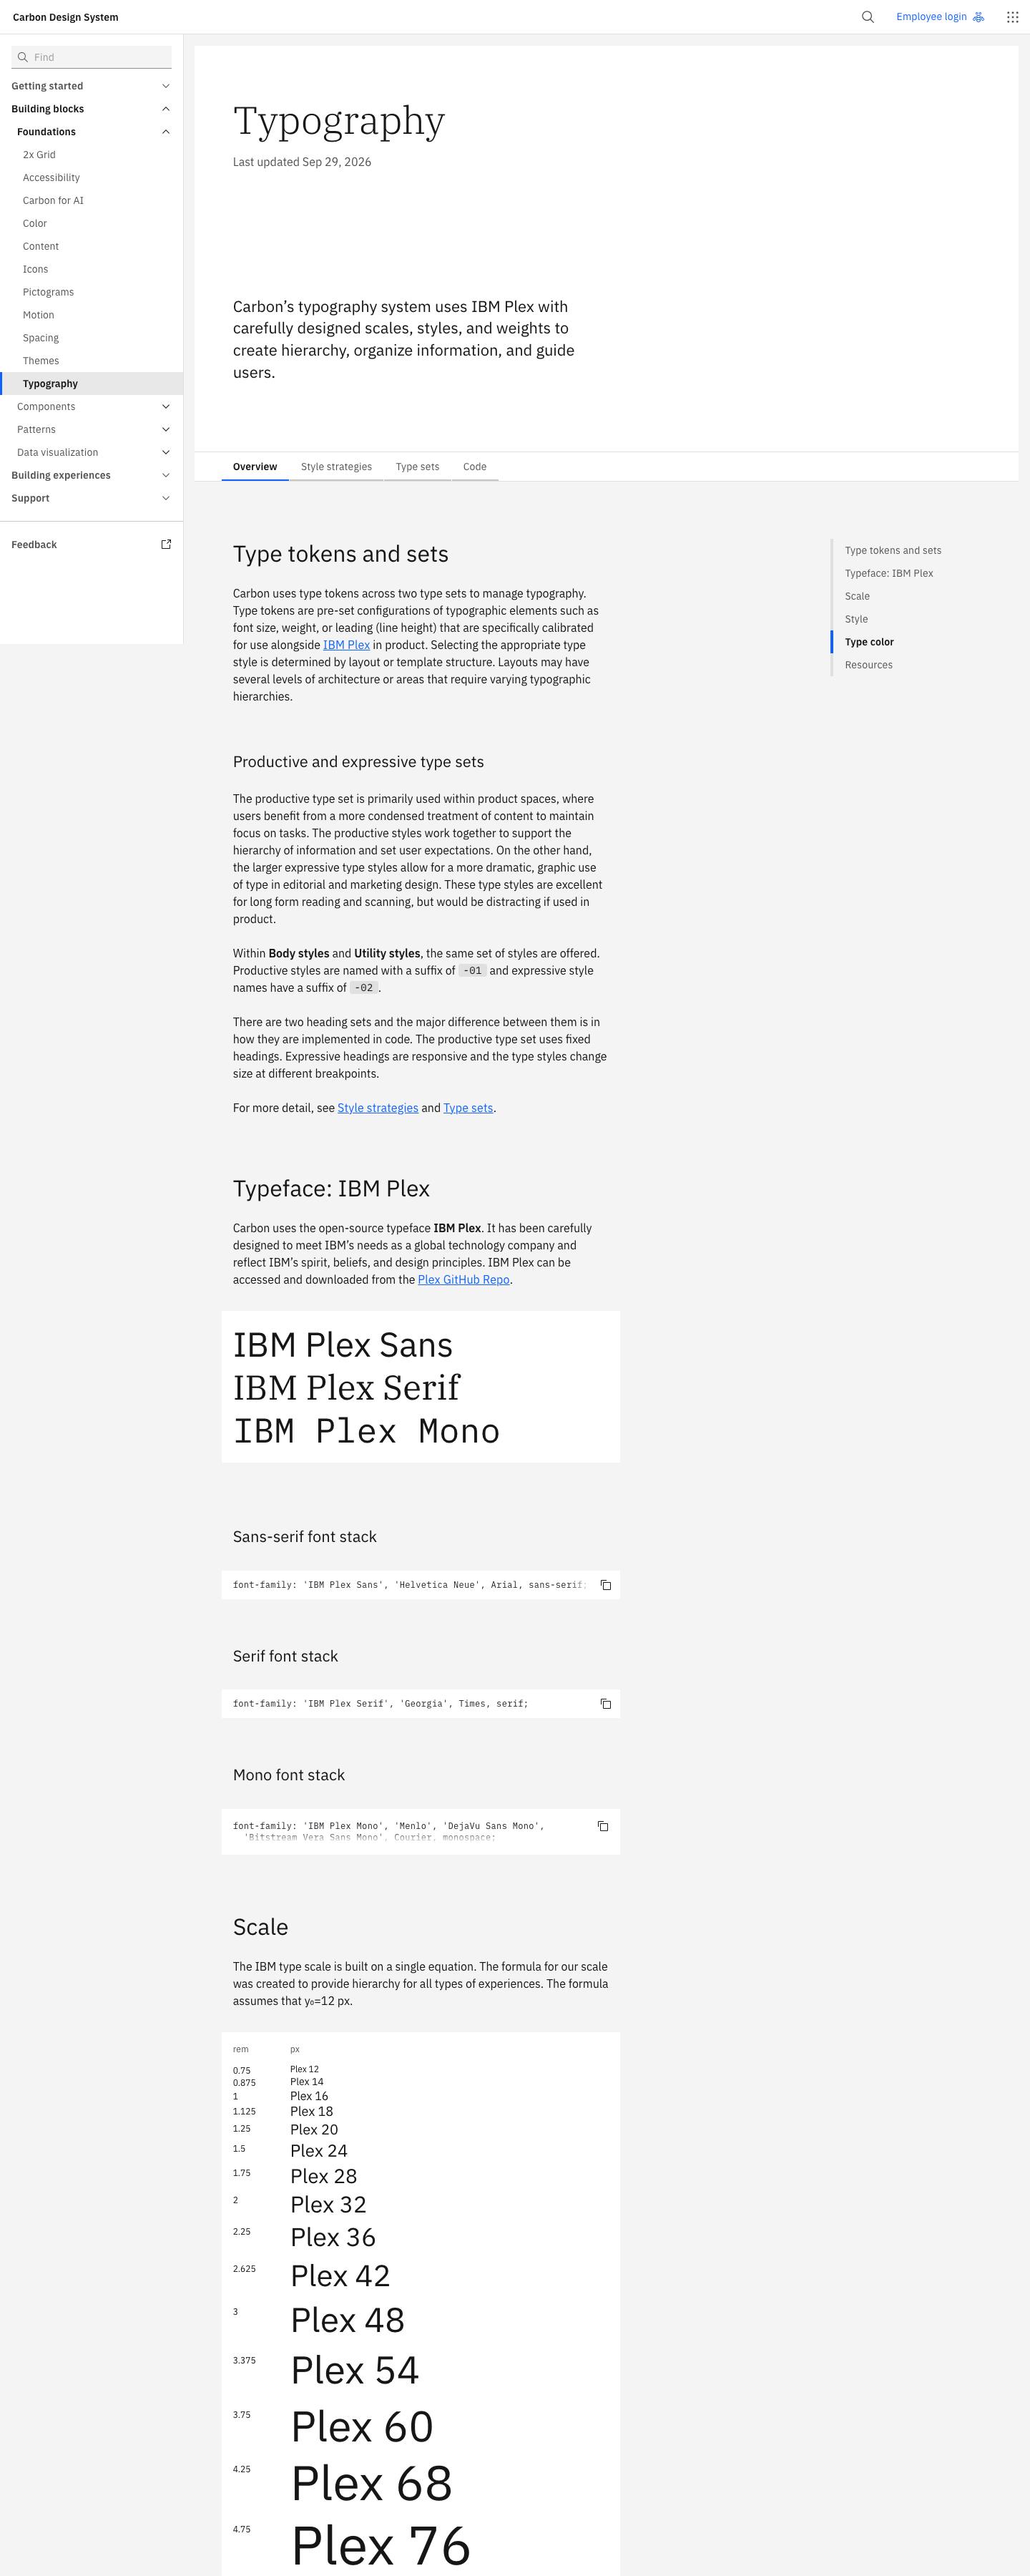 Carbon Design System
Employee login
Find
Getting started
Building blocks
Foundations
2x Grid
Accessibility
Carbon for AI
Color
Content
Icons
Pictograms
Motion
Spacing
Themes
Typography
Components
Patterns
Data visualization
Building experiences
Support
Feedback
Typography
Last updated Sep 29, 2026
Carbon’s typography system uses IBM Plex with
carefully designed scales, styles, and weights to
create hierarchy, organize information, and guide
users.
Overview
Style strategies
Type sets
Code
Type tokens and sets
Carbon uses type tokens across two type sets to manage typography.
Type tokens are pre-set configurations of typographic elements such as
font size, weight, or leading (line height) that are specifically calibrated
for use alongside IBM Plex in product. Selecting the appropriate type
style is determined by layout or template structure. Layouts may have
several levels of architecture or areas that require varying typographic
hierarchies.
Type tokens and sets
Typeface: IBM Plex
Scale
Style
Type color
Resources
Productive and expressive type sets
The productive type set is primarily used within product spaces, where
users benefit from a more condensed treatment of content to maintain
focus on tasks. The productive styles work together to support the
hierarchy of information and set user expectations. On the other hand,
the larger expressive type styles allow for a more dramatic, graphic use
of type in editorial and marketing design. These type styles are excellent
for long form reading and scanning, but would be distracting if used in
product.
Within Body styles and Utility styles, the same set of styles are offered.
Productive styles are named with a suffix of -01 and expressive style
names have a suffix of -02.
There are two heading sets and the major difference between them is in
how they are implemented in code. The productive type set uses fixed
headings. Expressive headings are responsive and the type styles change
size at different breakpoints.
For more detail, see Style strategies and Type sets.
Typeface: IBM Plex
Carbon uses the open-source typeface IBM Plex. It has been carefully
designed to meet IBM’s needs as a global technology company and
reflect IBM’s spirit, beliefs, and design principles. IBM Plex can be
accessed and downloaded from the Plex GitHub Repo.
IBM Plex Sans
IBM Plex Serif
IBM Plex Mono
Sans-serif font stack
font-family: 'IBM Plex Sans', 'Helvetica Neue', Arial, sans-serif;
Serif font stack
font-family: 'IBM Plex Serif', 'Georgia', Times, serif;
Mono font stack
font-family: 'IBM Plex Mono', 'Menlo', 'DejaVu Sans Mono',
'Bitstream Vera Sans Mono', Courier, monospace;
Scale
The IBM type scale is built on a single equation. The formula for our scale
was created to provide hierarchy for all types of experiences. The formula
assumes that y₀=12 px.
rem px
0.75 Plex 12
0.875 Plex 14
1 Plex 16
1.125 Plex 18
1.25 Plex 20
1.5 Plex 24
1.75 Plex 28
2 Plex 32
2.25 Plex 36
2.625 Plex 42
3 Plex 48
3.375 Plex 54
3.75 Plex 60
4.25 Plex 68
4.75 Plex 76